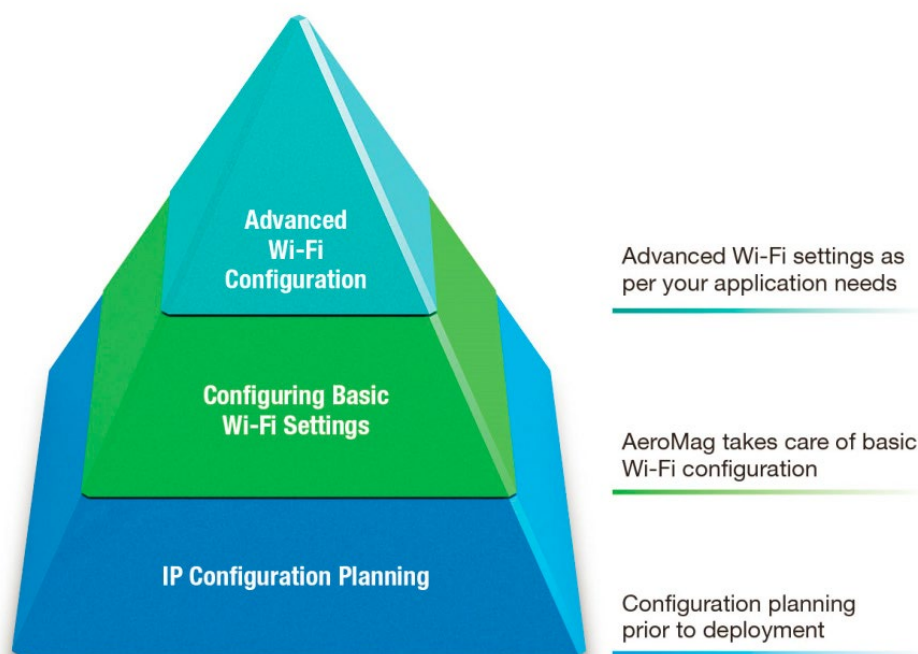 Advanced
Wi-Fi
Configuration
Advanced Wi-Fi settings as
per your application needs
Configuring Basic
Wi-Fi Settings
AeroMag takes care of basic
Wi-Fi configuration
IP Configuration Planning
Configuration planning
prior to deployment